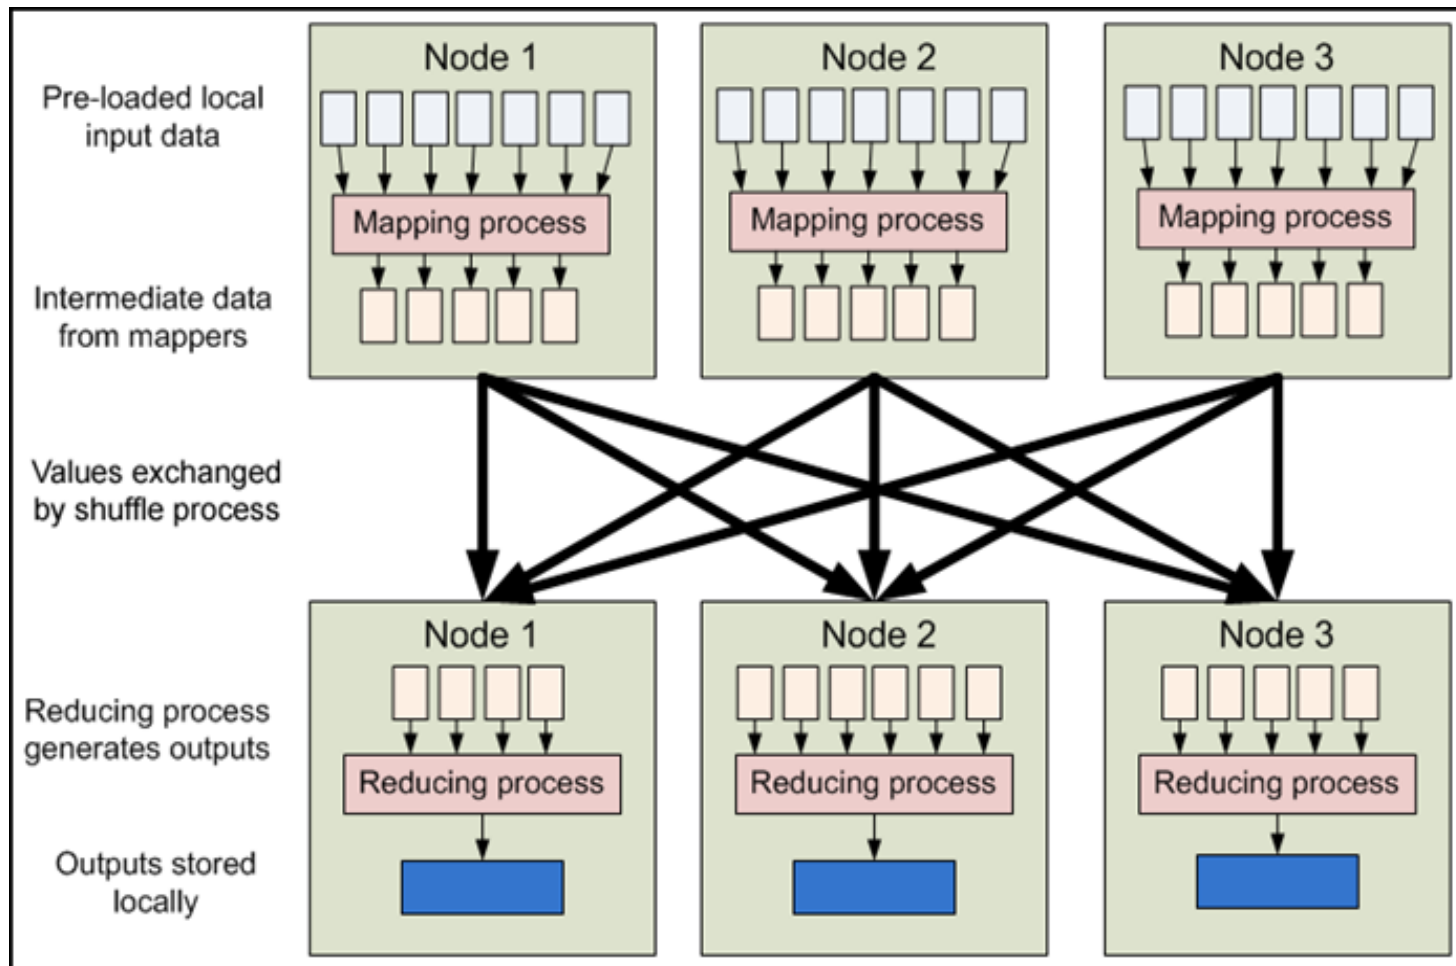 Node 1
Node 2
Node 3
Pre-loaded local
input data
Mapping process
Mapping process
Mapping process
Intermediate data
from mappers
Values exchanged
by shuffle process
Node 1
Node 2
Node 3
Reducing process
generates outputs
Reducing process
Reducing process
Reducing process
Outputs stored
locally